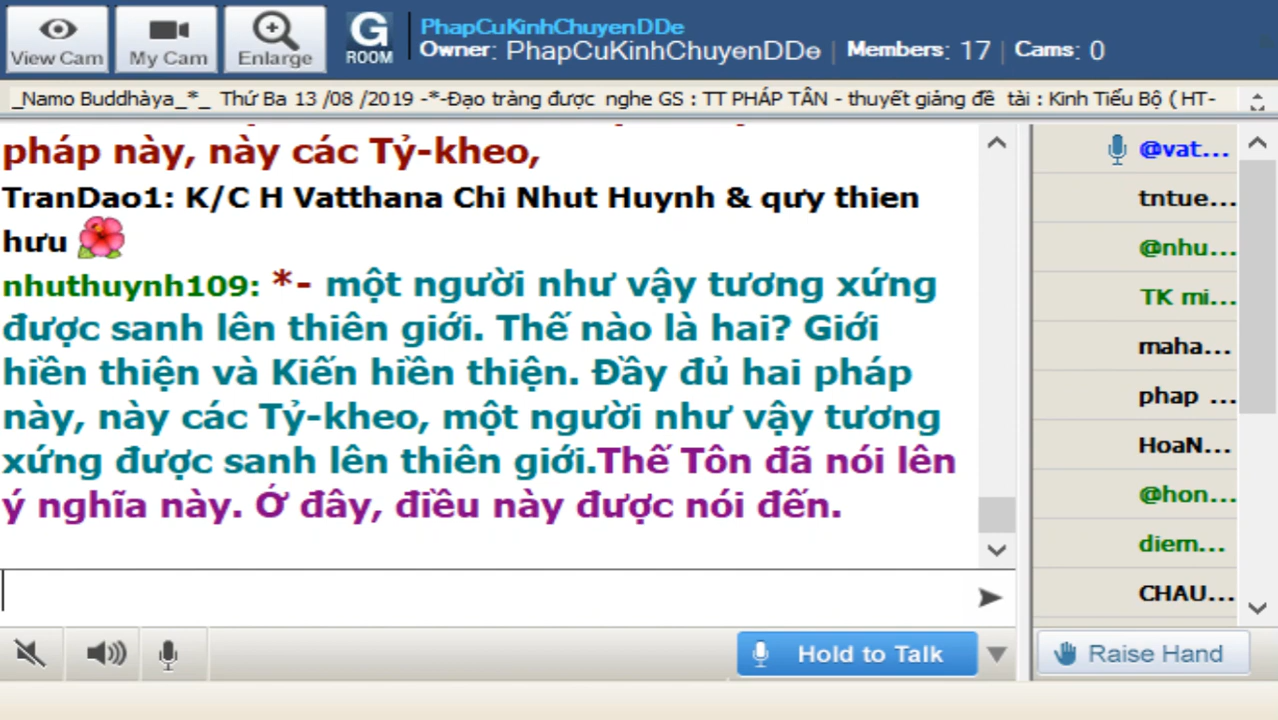 View Cam
My Cam
Enlarge
G
ROOM
PhapCuKinhChuyenDDe
Owner: PhapCuKinhChuyenDDe | Members: 17 | Cams: 0
_Namo Buddhàya_*_ Thứ Ba 13 /08 /2019 -*-Đạo tràng được nghe GS : TT PHÁP TÂN - thuyết giảng đề tài : Kinh Tiểu Bộ ( HT-
pháp này, này các Tỷ-kheo,
TranDao1: K/C H Vatthana Chi Nhut Huynh & qưy thien
hưu
nhuthuynh109: *- một người như vậy tương xứng
được sanh lên thiên giới. Thế nào là hai? Giới
hiền thiện và Kiến hiền thiện. Đầy đủ hai pháp
này, này các Tỷ-kheo, một người như vậy tương
xứng được sanh lên thiên giới.Thế Tôn đã nói lên
ý nghĩa này. Ở đây, điều này được nói đến.
@vat...
tntue...
@nhu...
TK mi...
maha...
phap ...
HoaN...
@hon...
diem...
CHAU...
Hold to Talk
Raise Hand